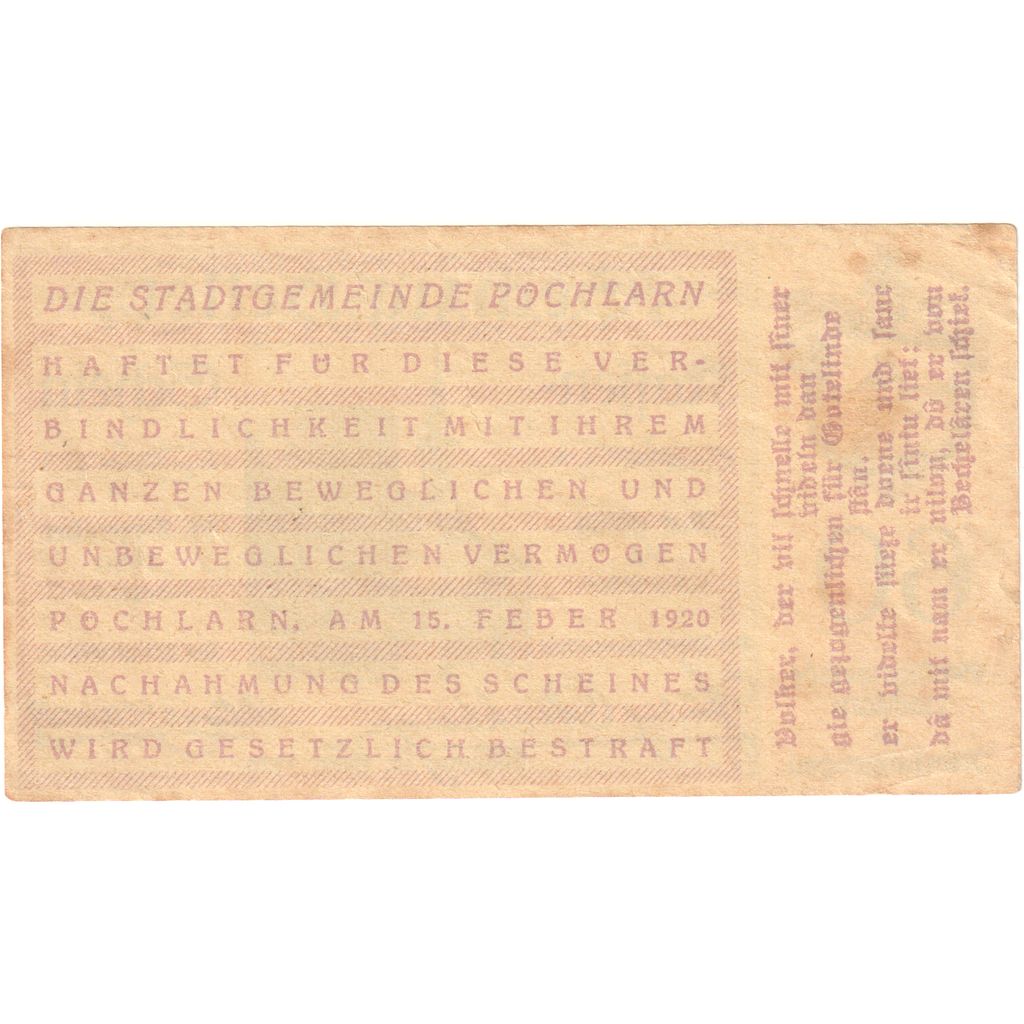 DIE STADTGEMEINDE PÖCHLARN
HAFTET FÜR DIESE VER-
BINDLICHKEIT MIT IHREM
GANZEN BEWEGLICHEN UND
UNBEWEGLICHEN VERMÖGEN
PÖCHLARN, AM 15. FEBER 1920
NACHAHMUNG DES SCHEINES
WIRD GESETZLICH BESTRAFT
Volker, der vil schnelle mit siner
videln dan
gie gezogenlichen für Gotelinde
stân.
er videlte süeze doene und sanc
ir siniu liet:
dâ mit nam er urloup, dô er von
Bechelâren schiet.